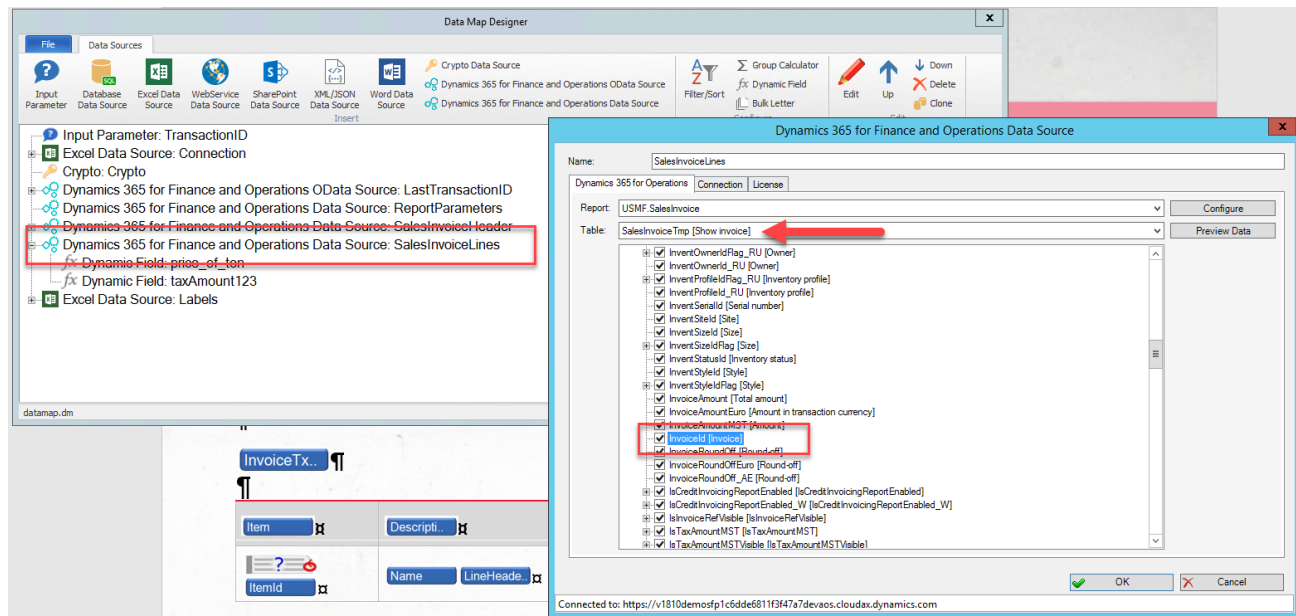 Data Map Designer
x
File
Data Sources
Input Parameter
Database Data Source
SQL
Excel Data Source
WebService Data Source
SharePoint Data Source
XML/JSON Data Source
Word Data Source
Crypto Data Source
Dynamics 365 for Finance and Operations OData Source
Dynamics 365 for Finance and Operations Data Source
Insert
Filter/Sort
Group Calculator
fx Dynamic Field
Bulk Letter
Edit
Up
Down
Delete
Clone
Input Parameter: TransactionID
Excel Data Source: Connection
Crypto: Crypto
Dynamics 365 for Finance and Operations OData Source: LastTransactionID
Dynamics 365 for Finance and Operations Data Source: ReportParameters
Dynamics 365 for Finance and Operations Data Source: SalesInvoiceHeader
Dynamics 365 for Finance and Operations Data Source: SalesInvoiceLines
fx Dynamic Field: price_of_ton
fx Dynamic Field: taxAmount123
Excel Data Source: Labels
datamap.dm
InvoiceTx.. ¶
¶
Item ¤
Descripti.. ¤
ItemId ¤
Name LineHeade.. ¤
Dynamics 365 for Finance and Operations Data Source
x
Name: SalesInvoiceLines
Dynamics 365 for Operations Connection License
Report: USMF.SalesInvoice Configure
Table: SalesInvoiceTmp [Show invoice] Preview Data
InventOwnerIdFlag_RU [Owner]
InventOwnerId_RU [Owner]
InventProfileIdFlag_RU [Inventory profile]
InventProfileId_RU [Inventory profile]
InventSerialId [Serial number]
InventSiteId [Site]
InventSizeId [Size]
InventSizeIdFlag [Size]
InventStatusId [Inventory status]
InventStyleId [Style]
InventStyleIdFlag [Style]
InvoiceAmount [Total amount]
InvoiceAmountEuro [Amount in transaction currency]
InvoiceAmountMST [Amount]
InvoiceId [Invoice]
InvoiceRoundOff [Round-off]
InvoiceRoundOffEuro [Round-off]
InvoiceRoundOff_AE [Round-off]
IsCreditInvoicingReportEnabled [IsCreditInvoicingReportEnabled]
IsCreditInvoicingReportEnabled_W [IsCreditInvoicingReportEnabled_W]
IsInvoiceRefVisible [IsInvoiceRefVisible]
IsTaxAmountMST [IsTaxAmountMST]
IsTaxAmountMSTVisible [IsTaxAmountMSTVisible]
OK Cancel
Connected to: https://v1810demosfp1c6dde6811f3f47a7devaos.cloudax.dynamics.com